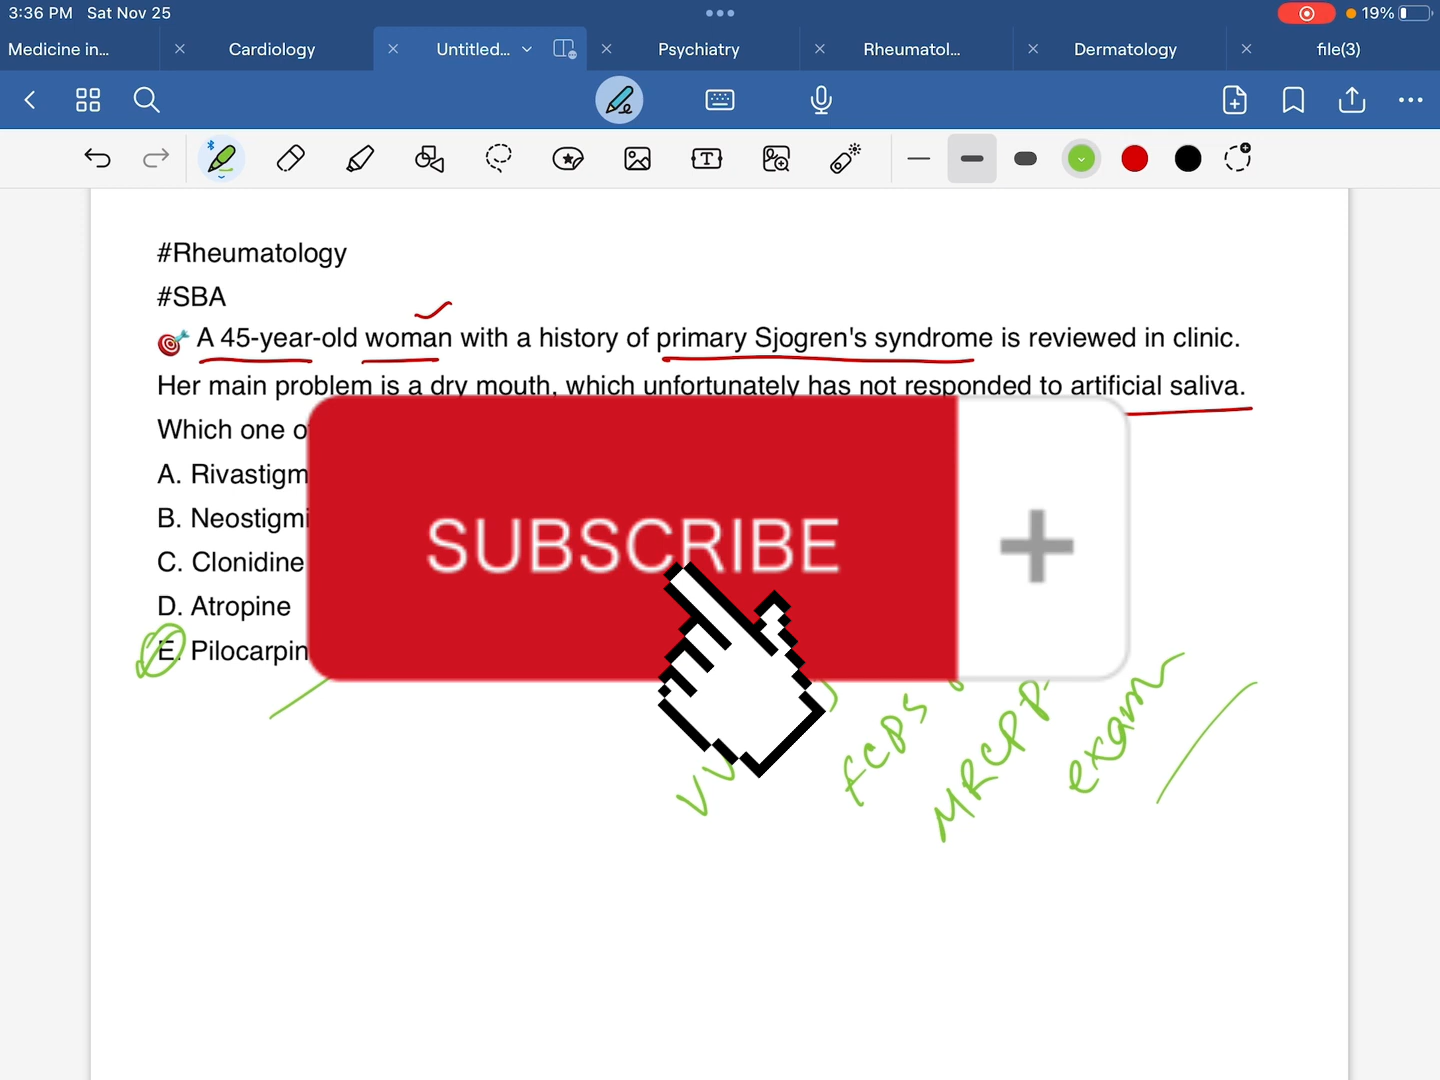 3:36 PM Sat Nov 25 19%
Medicine in... Cardiology Untitled... Psychiatry Rheumatol... Dermatology file(3)
#Rheumatology
#SBA
A 45-year-old woman with a history of primary Sjogren's syndrome is reviewed in clinic.
Her main problem is a dry mouth, which unfortunately has not responded to artificial saliva.
Which one o
A. Rivastigm
B. Neostigmi
C. Clonidine
D. Atropine
E. Pilocarpin
SUBSCRIBE +
FCPS
MRCP
exam